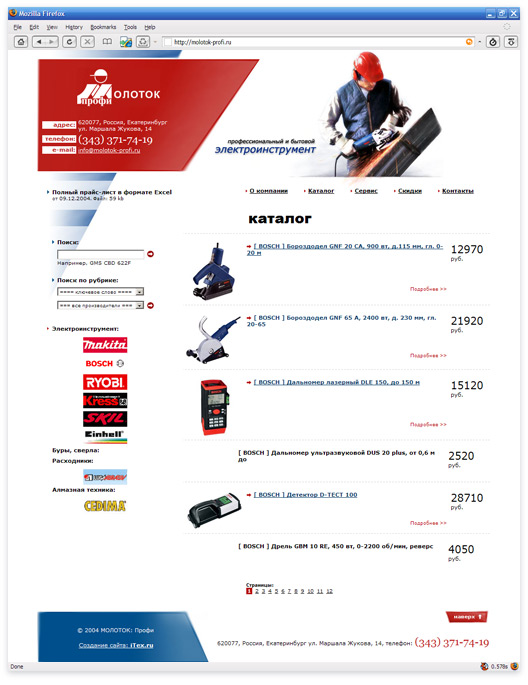 Mozilla Firefox
File Edit View History Bookmarks Tools Help
http://molotok-profi.ru
МОЛОТОК
профи
адрес: 620077, Россия, Екатеринбург
ул. Маршала Жукова, 14
телефон: (343) 371-74-19
e-mail: info@molotok-profi.ru
профессиональный и бытовой
электроинструмент
Полный прайс-лист в формате Excel
от 09.12.2004. Файл: 59 kb
О компании Каталог Сервис Скидки Контакты
каталог
Поиск:
Например, GMS CBD 622F
Поиск по рубрике:
==== ключевое слово ====
=== все производители ===
Электроинструмент:
makita
BOSCH
RYOBI
Kress
SKIL
Einhell
Буры, сверла:
Расходники:
Алмазная техника:
CEDIMA
[ BOSCH ] Бороздодел GNF 20 CA, 900 вт, д.115 мм, гл. 0-
20 м
12970
руб.
Подробнее >>
[ BOSCH ] Бороздодел GNF 65 A, 2400 вт, д. 230 мм, гл.
20-65
21920
руб.
Подробнее >>
[ BOSCH ] Дальномер лазерный DLE 150, до 150 м
15120
руб.
Подробнее >>
[ BOSCH ] Дальномер ультразвуковой DUS 20 plus, от 0,6 м
до
2520
руб.
[ BOSCH ] Детектор D-TECT 100
28710
руб.
Подробнее >>
[ BOSCH ] Дрель GBM 10 RE, 450 вт, 0-2200 об/мин, реверс
4050
руб.
Страницы:
1 2 3 4 5 6 7 8 9 10 11 12
наверх
© 2004 МОЛОТОК: Профи
Создание сайта: iTex.ru
620077, Россия, Екатеринбург ул. Маршала Жукова 14, телефон: (343) 371-74-19
Done
0.578s